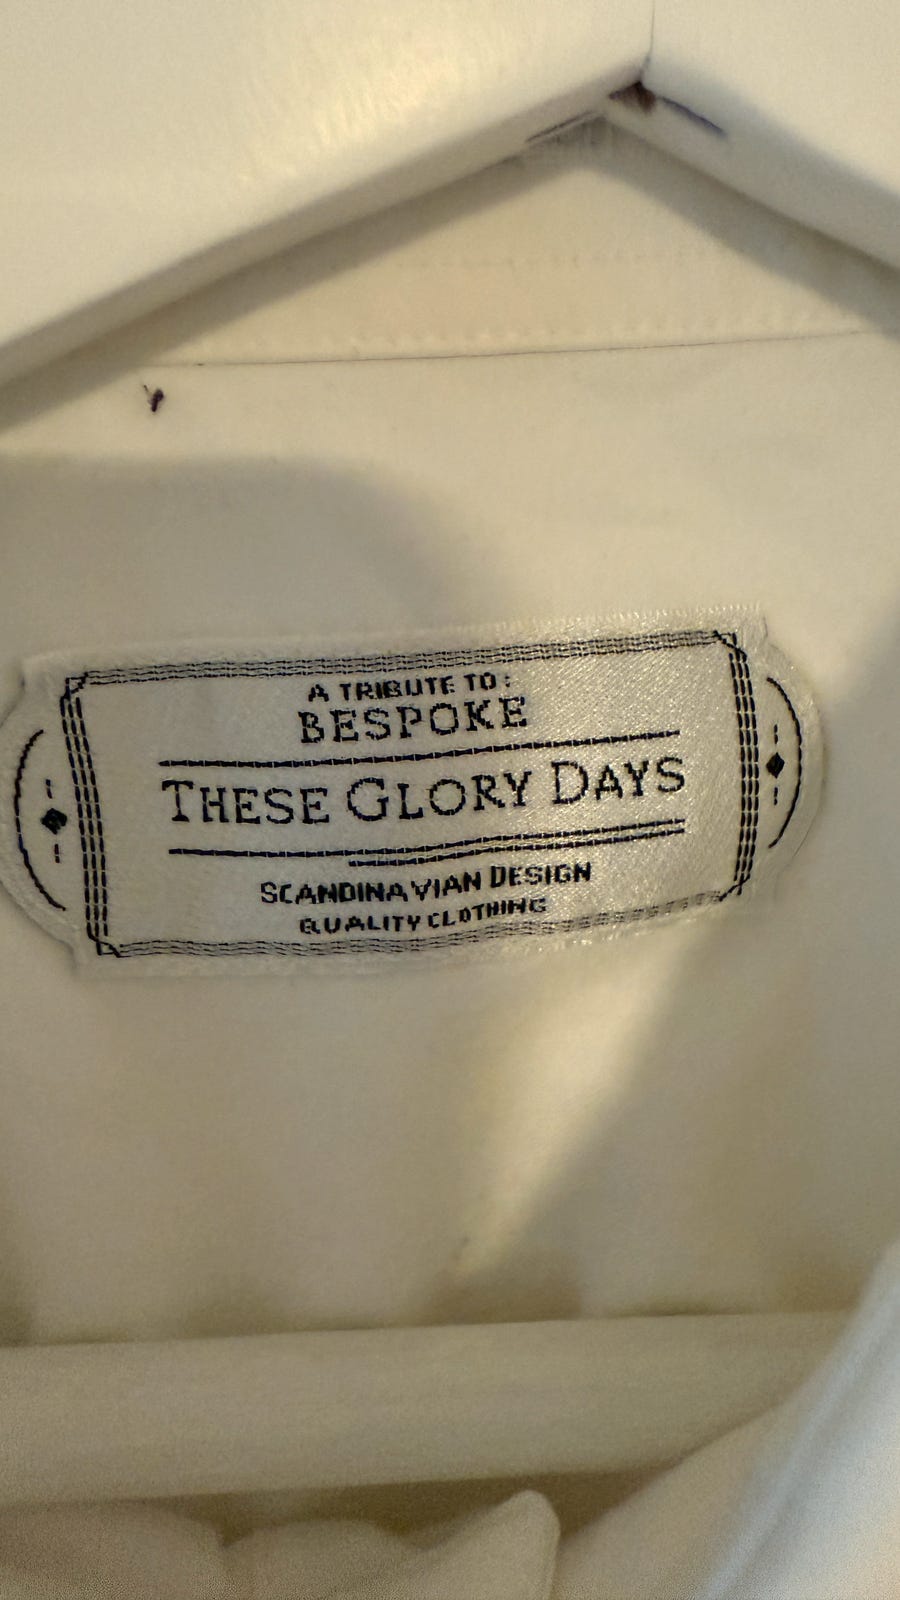 A TRIBUTE TO:
BESPOKE
THESE GLORY DAYS
SCANDINAVIAN DESIGN
QUALITY CLOTHING